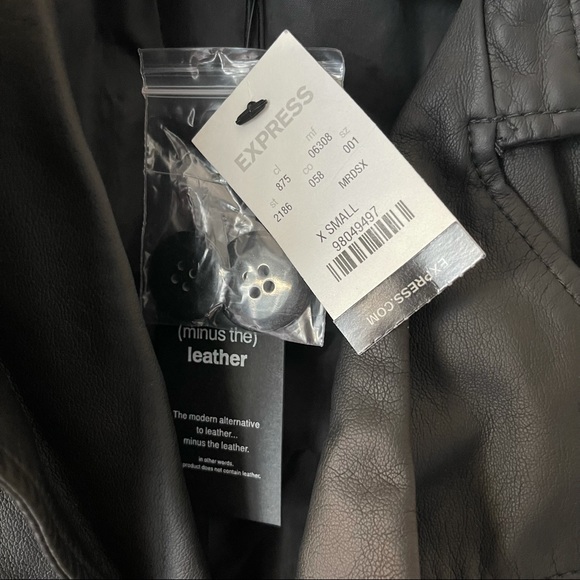 EXPRESS
cl ml sz
875 06308 001
st co
2186 058 MRDSX
X SMALL
98049497
EXPRESS.COM
(minus the)
leather
The modern alternative
to leather...
minus the leather.
in other words,
product does not contain leather.